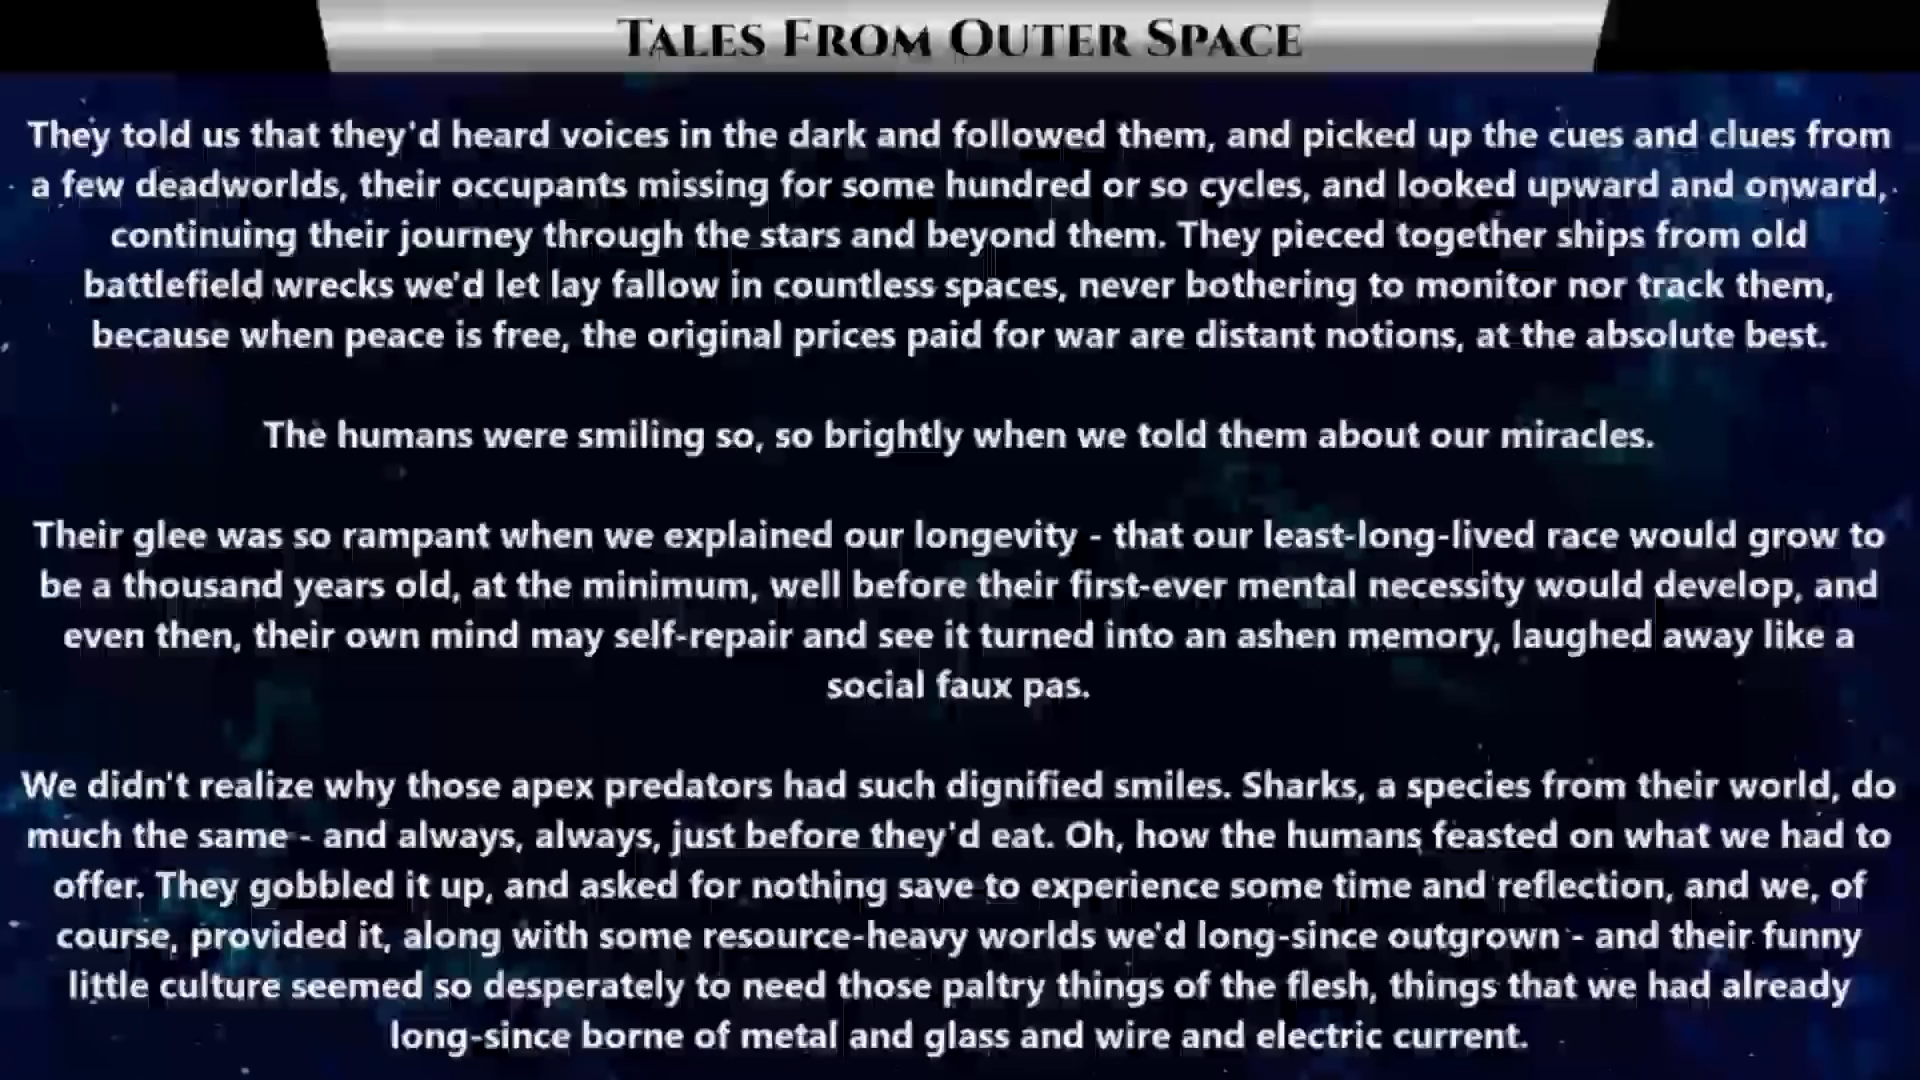 TALES FROM OUTER SPACE
They told us that they'd heard voices in the dark and followed them, and picked up the cues and clues from
a few deadworlds, their occupants missing for some hundred or so cycles, and looked upward and onward,
continuing their journey through the stars and beyond them. They pieced together ships from old
battlefield wrecks we'd let lay fallow in countless spaces, never bothering to monitor nor track them,
because when peace is free, the original prices paid for war are distant notions, at the absolute best.
The humans were smiling so, so brightly when we told them about our miracles.
Their glee was so rampant when we explained our longevity - that our least-long-lived race would grow to
be a thousand years old, at the minimum, well before their first-ever mental necessity would develop, and
even then, their own mind may self-repair and see it turned into an ashen memory, laughed away like a
social faux pas.
We didn't realize why those apex predators had such dignified smiles. Sharks, a species from their world, do
much the same - and always, always, just before they'd eat. Oh, how the humans feasted on what we had to
offer. They gobbled it up, and asked for nothing save to experience some time and reflection, and we, of
course, provided it, along with some resource-heavy worlds we'd long-since outgrown - and their funny
little culture seemed so desperately to need those paltry things of the flesh, things that we had already
long-since borne of metal and glass and wire and electric current.